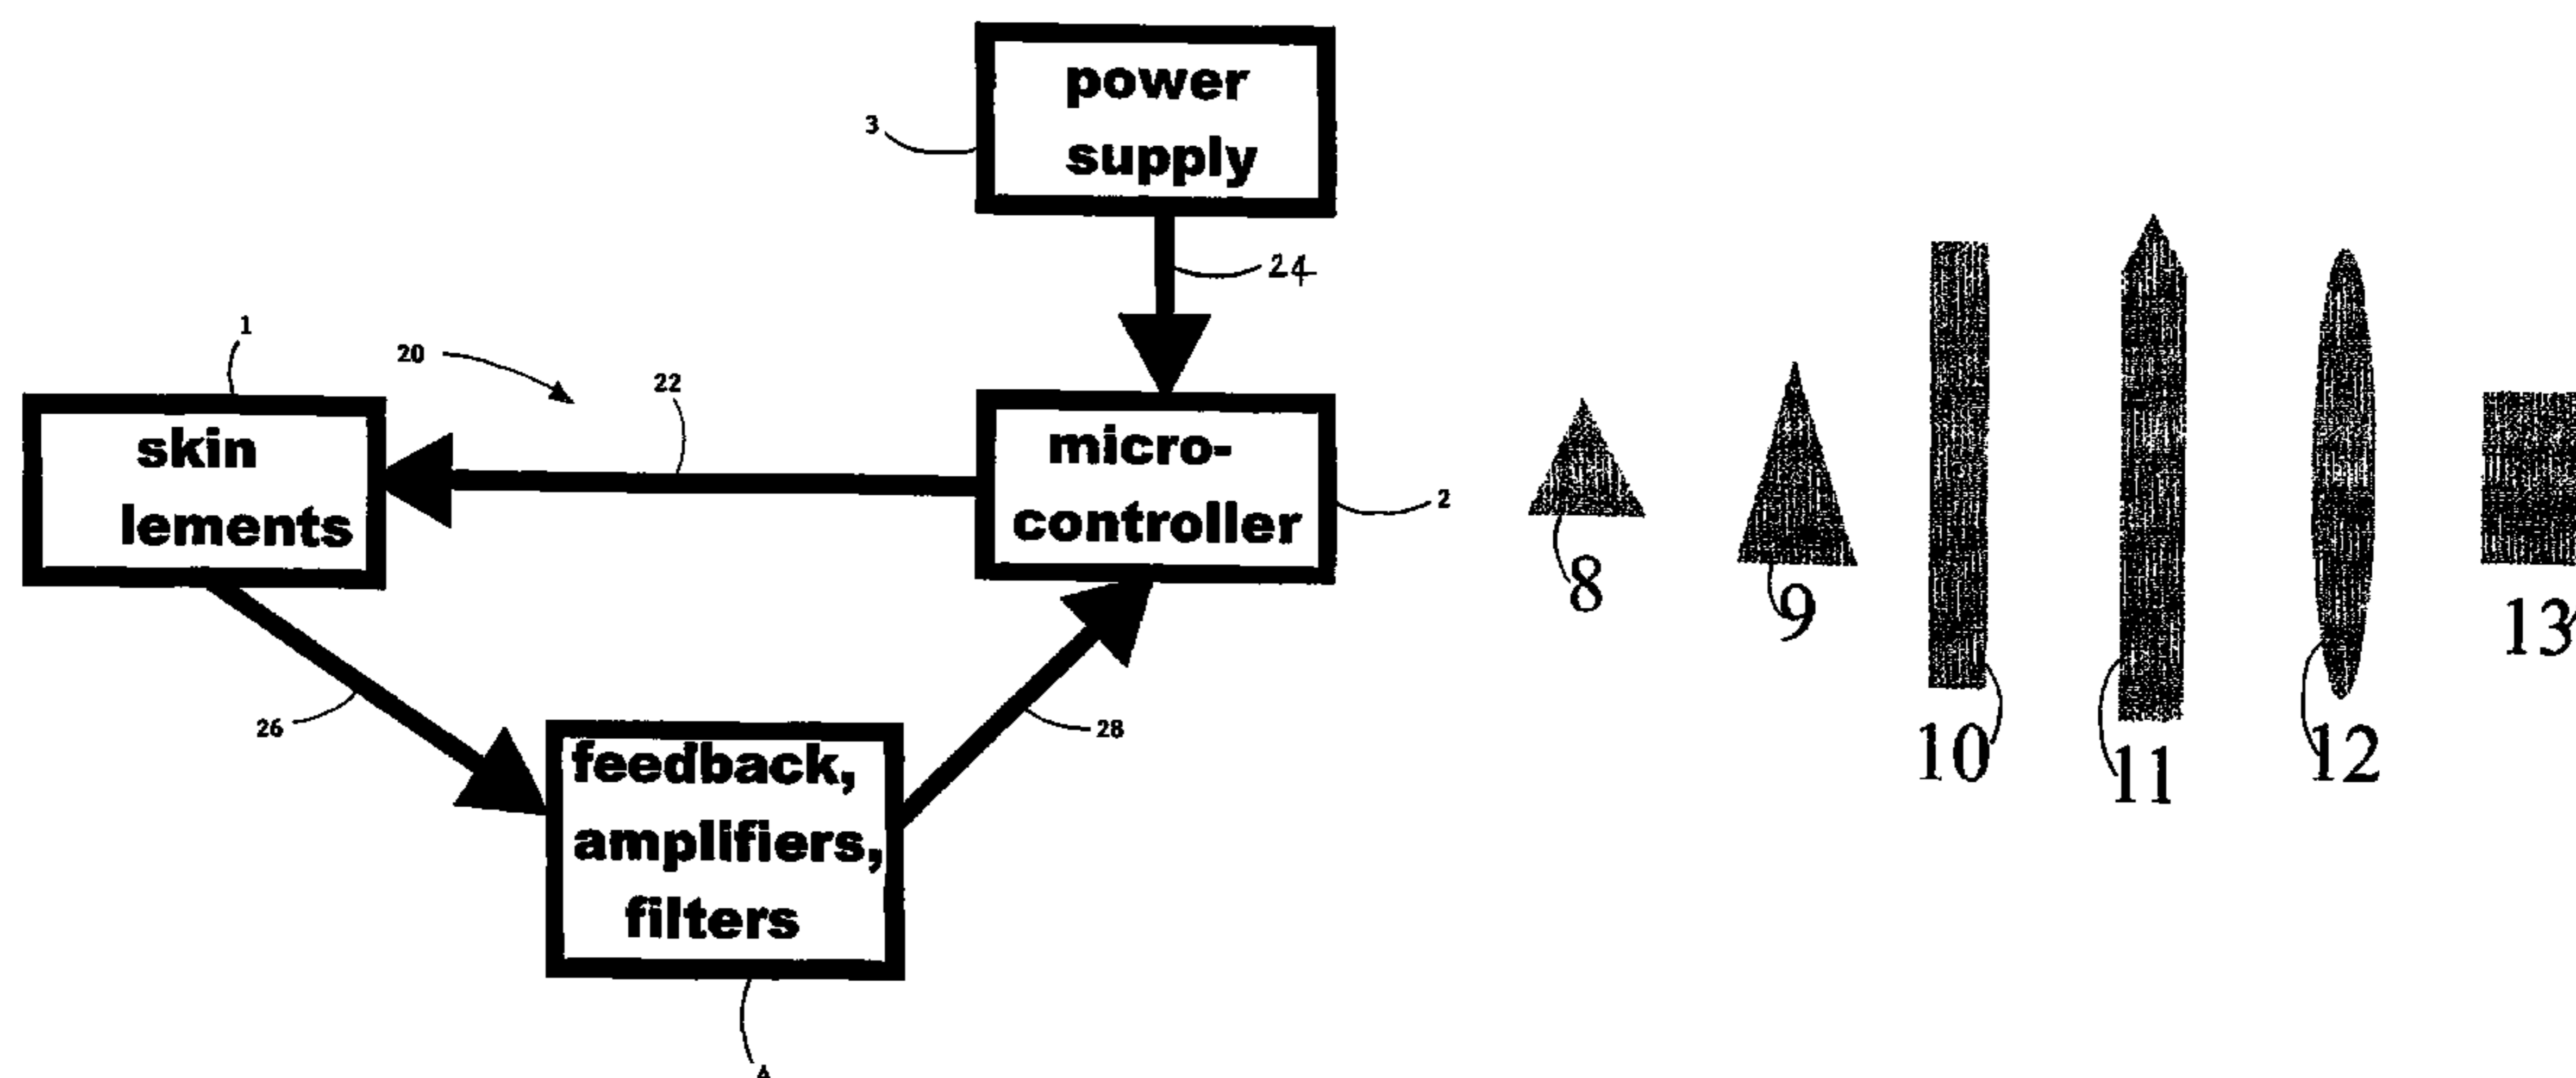 power
supply
3
24
1
20
22
skin
lements
micro-
controller
2
26
28
feedback,
amplifiers,
filters
8
9
10
11
12
13